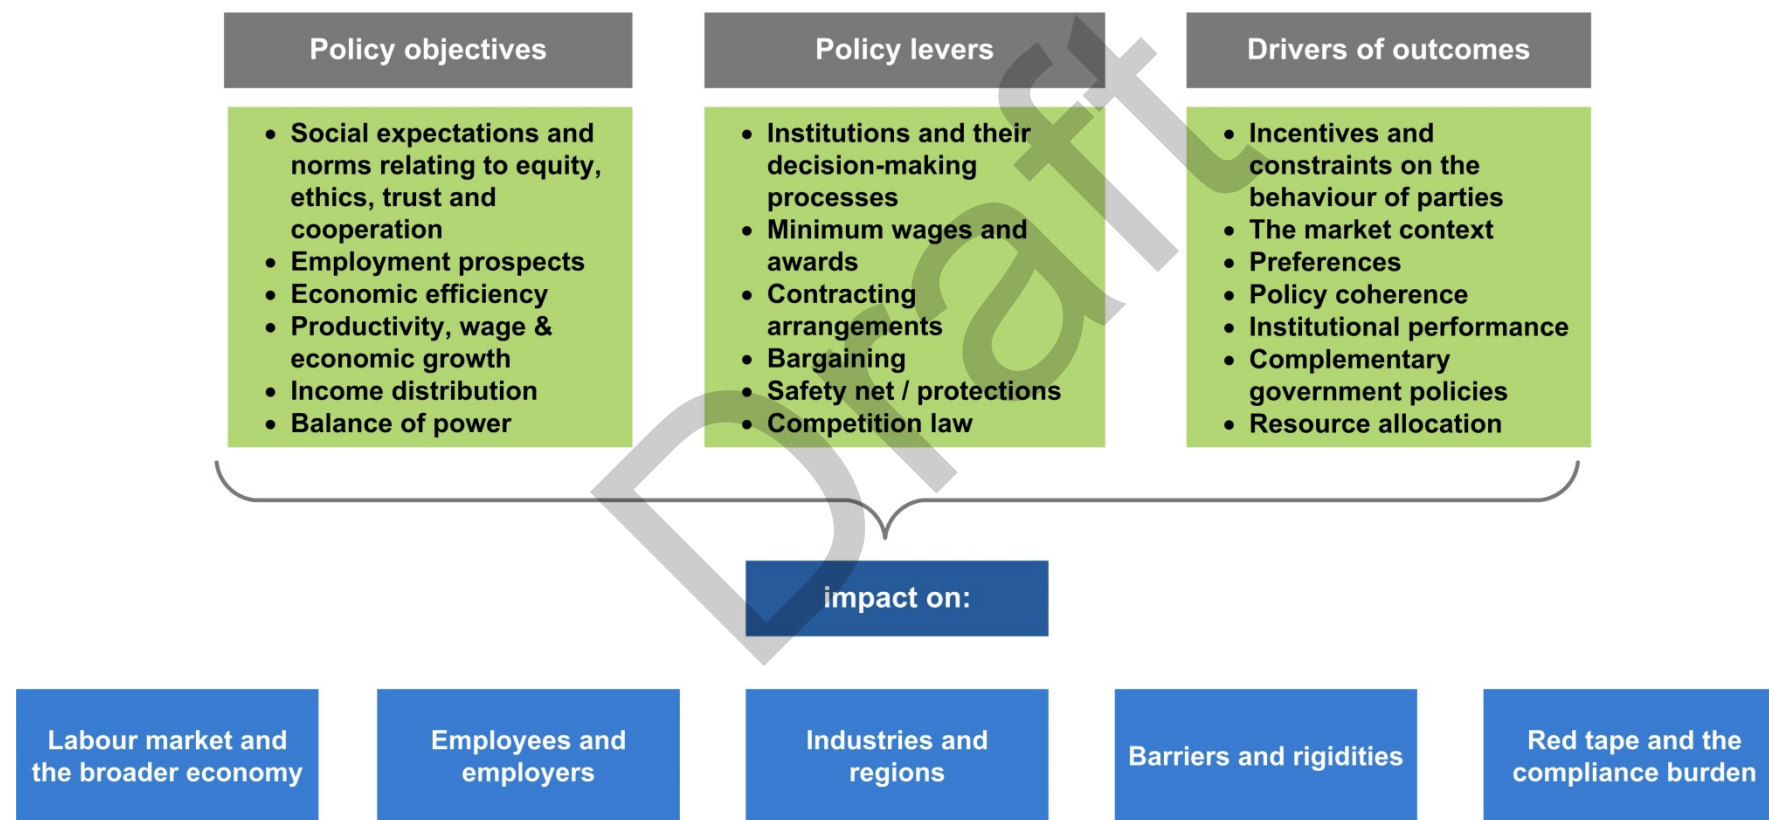 Policy objectives
• Social expectations and
norms relating to equity,
ethics, trust and
cooperation
• Employment prospects
• Economic efficiency
• Productivity, wage &
economic growth
• Income distribution
• Balance of power
Policy levers
• Institutions and their
decision-making
processes
• Minimum wages and
awards
• Contracting
arrangements
• Bargaining
• Safety net / protections
• Competition law
Drivers of outcomes
• Incentives and
constraints on the
behaviour of parties
• The market context
• Preferences
• Policy coherence
• Institutional performance
• Complementary
government policies
• Resource allocation
Draft
impact on:
Labour market and
the broader economy
Employees and
employers
Industries and
regions
Barriers and rigidities
Red tape and the
compliance burden